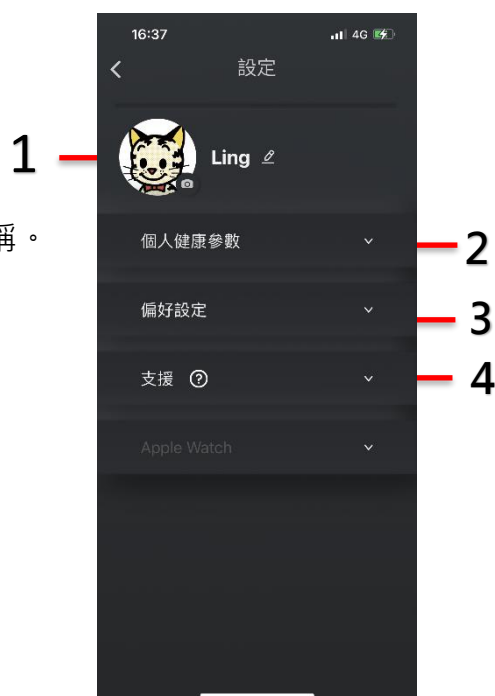 16:37 4G
設定
1
Ling
稱。
個人健康參數
2
偏好設定
3
支援 ?
4
Apple Watch